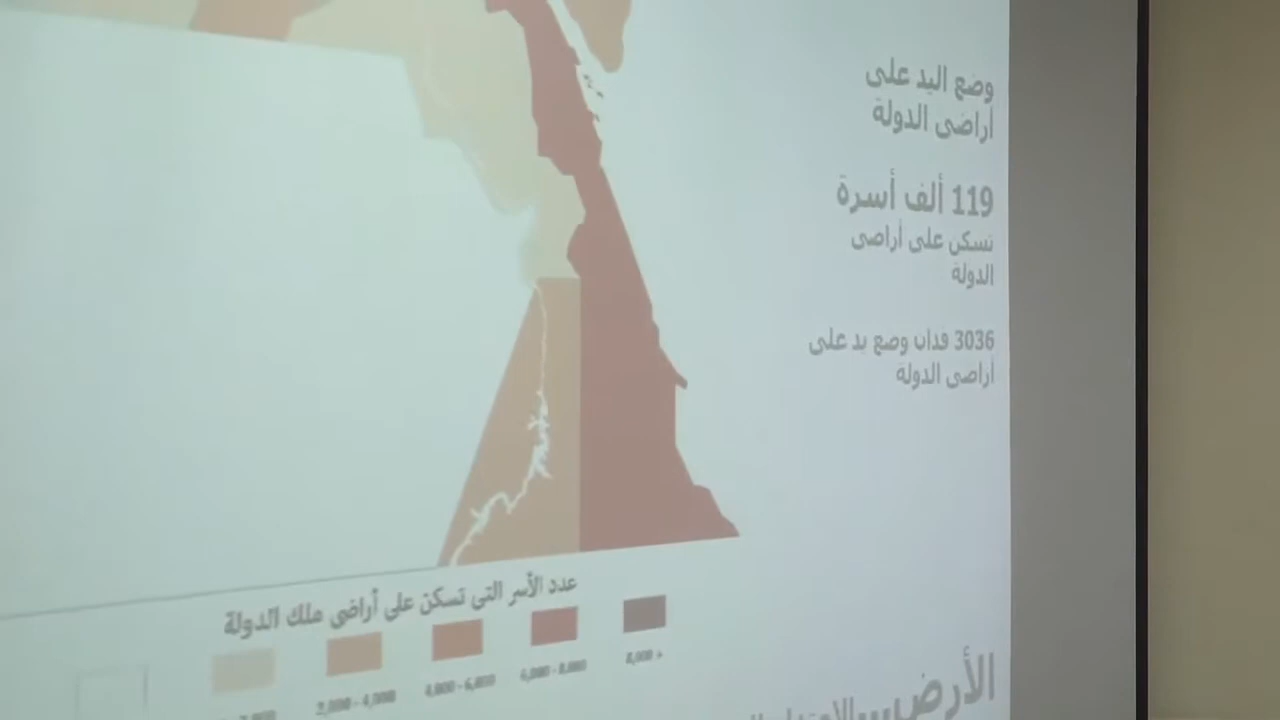 وضع اليد على
أراضى الدولة
119 ألف أسرة
تسكن على أراضى
الدولة
3036 فدان وضع يد على
أراضى الدولة
عدد الأسر التى تسكن على أراضى ملك الدولة
2,000 - 4,000
4,000 - 6,000
6,000 - 8,000
8,000 +
الأرض...